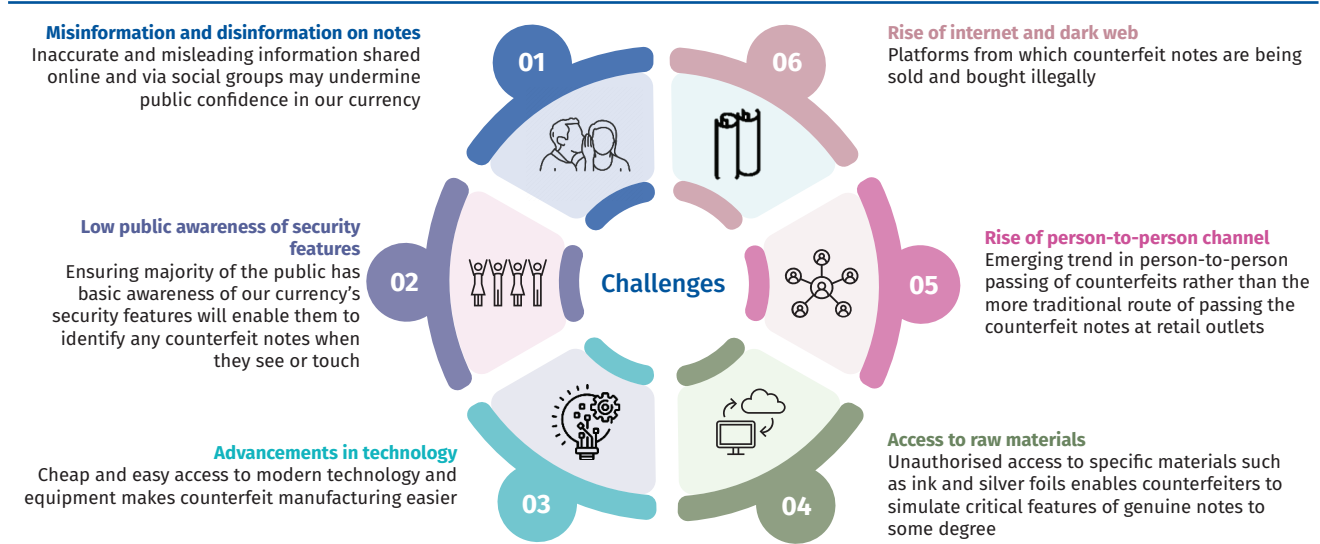 Misinformation and disinformation on notes
Inaccurate and misleading information shared
online and via social groups may undermine
public confidence in our currency
01
Low public awareness of security
features
Ensuring majority of the public has
basic awareness of our currency’s
security features will enable them to
identify any counterfeit notes when
they see or touch
02
Advancements in technology
Cheap and easy access to modern technology and
equipment makes counterfeit manufacturing easier
03
Challenges
04
Access to raw materials
Unauthorised access to specific materials such
as ink and silver foils enables counterfeiters to
simulate critical features of genuine notes to
some degree
05
Rise of person-to-person channel
Emerging trend in person-to-person
passing of counterfeits rather than the
more traditional route of passing the
counterfeit notes at retail outlets
06
Rise of internet and dark web
Platforms from which counterfeit notes are being
sold and bought illegally